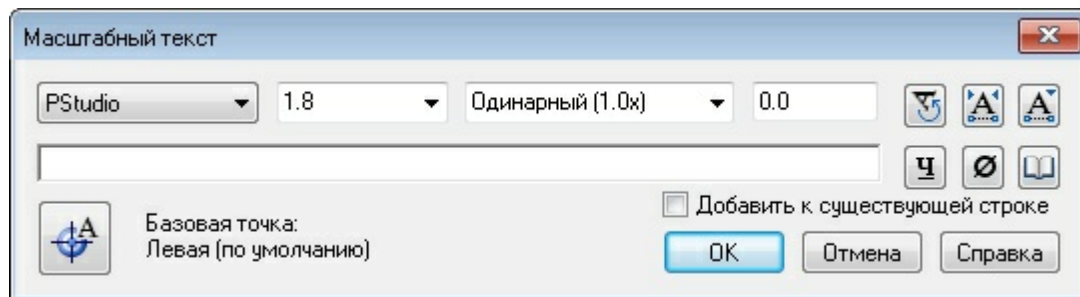 Масштабный текст
PStudio 1.8 Одинарный (1.0x) 0.0
Ч Ø
Добавить к существующей строке
A Базовая точка:
Левая (по умолчанию)
OK Отмена Справка